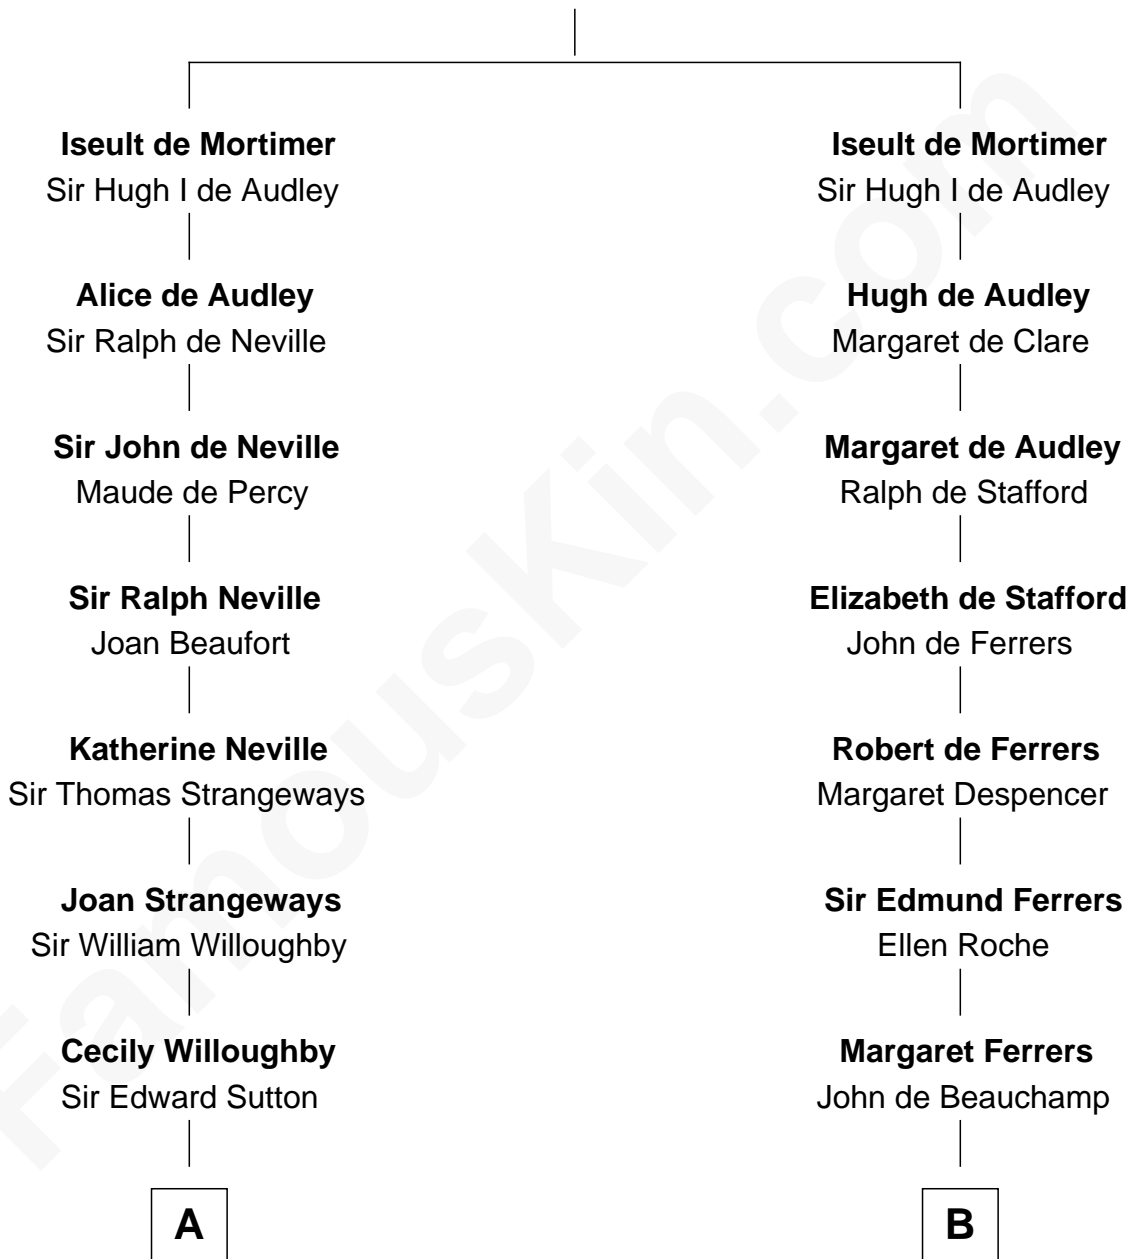 Iseult de Mortimer
Sir Hugh I de Audley
Alice de Audley
Sir Ralph de Neville
Sir John de Neville
Maude de Percy
Sir Ralph Neville
Joan Beaufort
Katherine Neville
Sir Thomas Strangeways
Joan Strangeways
Sir William Willoughby
Cecily Willoughby
Sir Edward Sutton
A
Iseult de Mortimer
Sir Hugh I de Audley
Hugh de Audley
Margaret de Clare
Margaret de Audley
Ralph de Stafford
Elizabeth de Stafford
John de Ferrers
Robert de Ferrers
Margaret Despencer
Sir Edmund Ferrers
Ellen Roche
Margaret Ferrers
John de Beauchamp
B
FamousKin.com